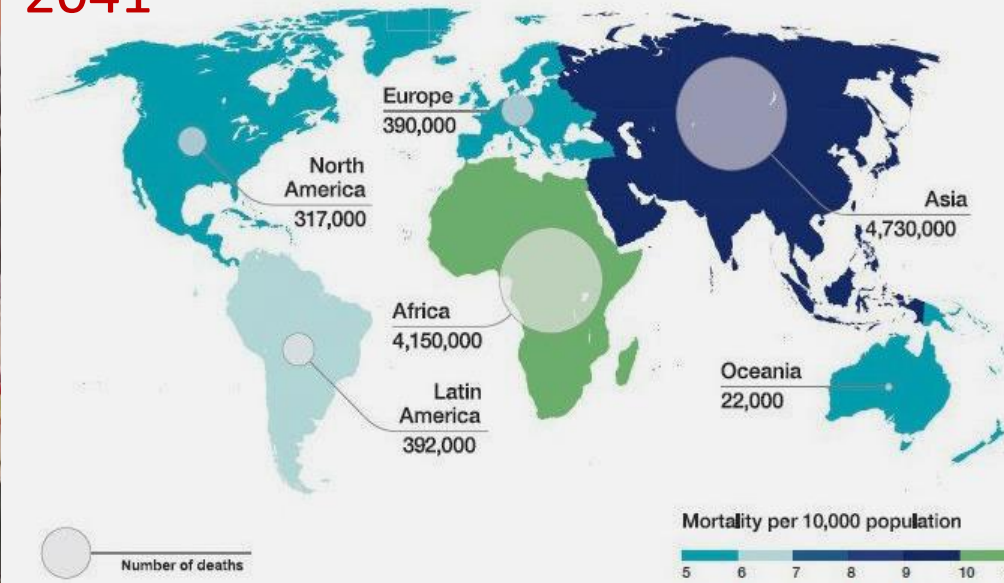 2041
Europe
390,000
North
America
317,000
Asia
4,730,000
Africa
4,150,000
Latin
America
392,000
Oceania
22,000
Number of deaths
Mortality per 10,000 population
5 6 7 8 9 10